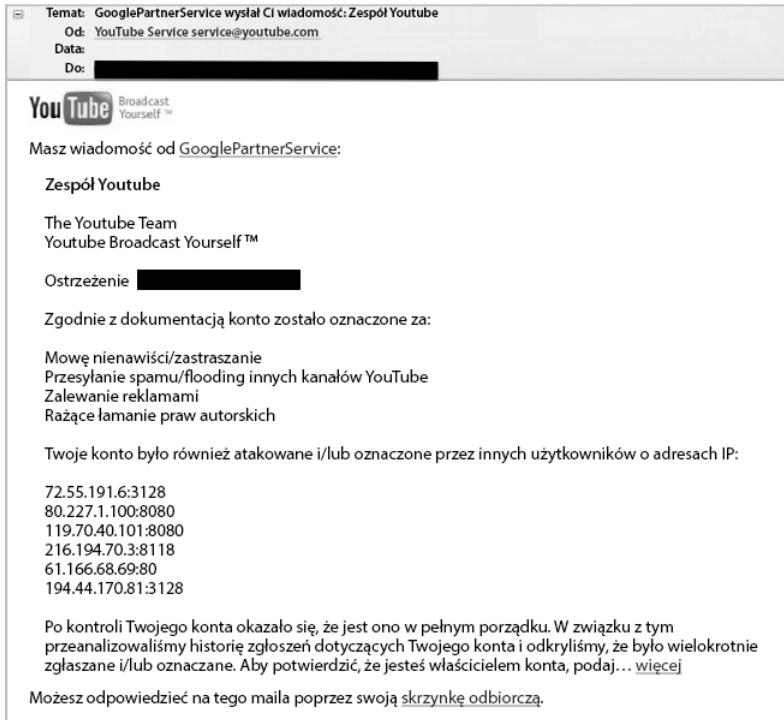 Temat: GooglePartnerService wysłał Ci wiadomość: Zespół Youtube
Od: YouTube Service service@youtube.com
Data:
Do:
YouTube Broadcast
Yourself ™
Masz wiadomość od GooglePartnerService:
Zespół Youtube
The Youtube Team
Youtube Broadcast Yourself ™
Ostrzeżenie
Zgodnie z dokumentacją konto zostało oznaczone za:
Mowę nienawiści/zastraszanie
Przesyłanie spamu/flooding innych kanałów YouTube
Zalewanie reklamami
Rażące łamanie praw autorskich
Twoje konto było również atakowane i/lub oznaczone przez innych użytkowników o adresach IP:
72.55.191.6:3128
80.227.1.100:8080
119.70.40.101:8080
216.194.70.3:8118
61.166.68.69:80
194.44.170.81:3128
Po kontroli Twojego konta okazało się, że jest ono w pełnym porządku. W związku z tym
przeanalizowaliśmy historię zgłoszeń dotyczących Twojego konta i odkryliśmy, że było wielokrotnie
zgłaszane i/lub oznaczane. Aby potwierdzić, że jesteś właścicielem konta, podaj… więcej
Możesz odpowiedzieć na tego maila poprzez swoją skrzynkę odbiorczą.